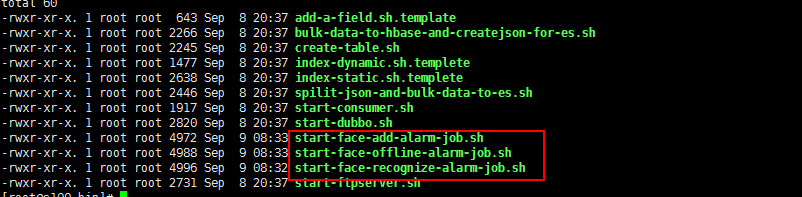 total 60
-rwxr-xr-x. 1 root root 643 Sep 8 20:37 add-a-field.sh.template
-rwxr-xr-x. 1 root root 2266 Sep 8 20:37 bulk-data-to-hbase-and-createjson-for-es.sh
-rwxr-xr-x. 1 root root 2245 Sep 8 20:37 create-table.sh
-rwxr-xr-x. 1 root root 1477 Sep 8 20:37 index-dynamic.sh.templete
-rwxr-xr-x. 1 root root 2638 Sep 8 20:37 index-static.sh.templete
-rwxr-xr-x. 1 root root 2446 Sep 8 20:37 spilit-json-and-bulk-data-to-es.sh
-rwxr-xr-x. 1 root root 1917 Sep 8 20:37 start-consumer.sh
-rwxr-xr-x. 1 root root 2820 Sep 8 20:37 start-dubbo.sh
-rwxr-xr-x. 1 root root 4972 Sep 9 08:33 start-face-add-alarm-job.sh
-rwxr-xr-x. 1 root root 4988 Sep 9 08:33 start-face-offline-alarm-job.sh
-rwxr-xr-x. 1 root root 4996 Sep 9 08:32 start-face-recognize-alarm-job.sh
-rwxr-xr-x. 1 root root 2731 Sep 8 20:37 start-ftpserver.sh
[root@s100 bin]#